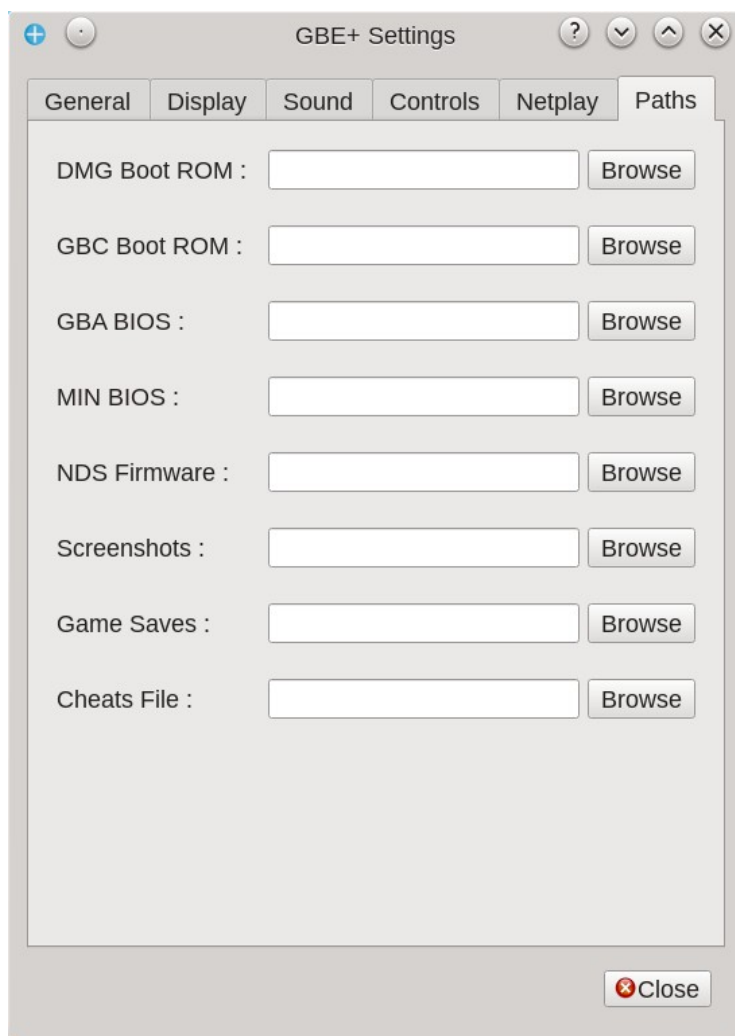 GBE+ Settings
General Display Sound Controls Netplay Paths
DMG Boot ROM : Browse
GBC Boot ROM : Browse
GBA BIOS : Browse
MIN BIOS : Browse
NDS Firmware : Browse
Screenshots : Browse
Game Saves : Browse
Cheats File : Browse
Close